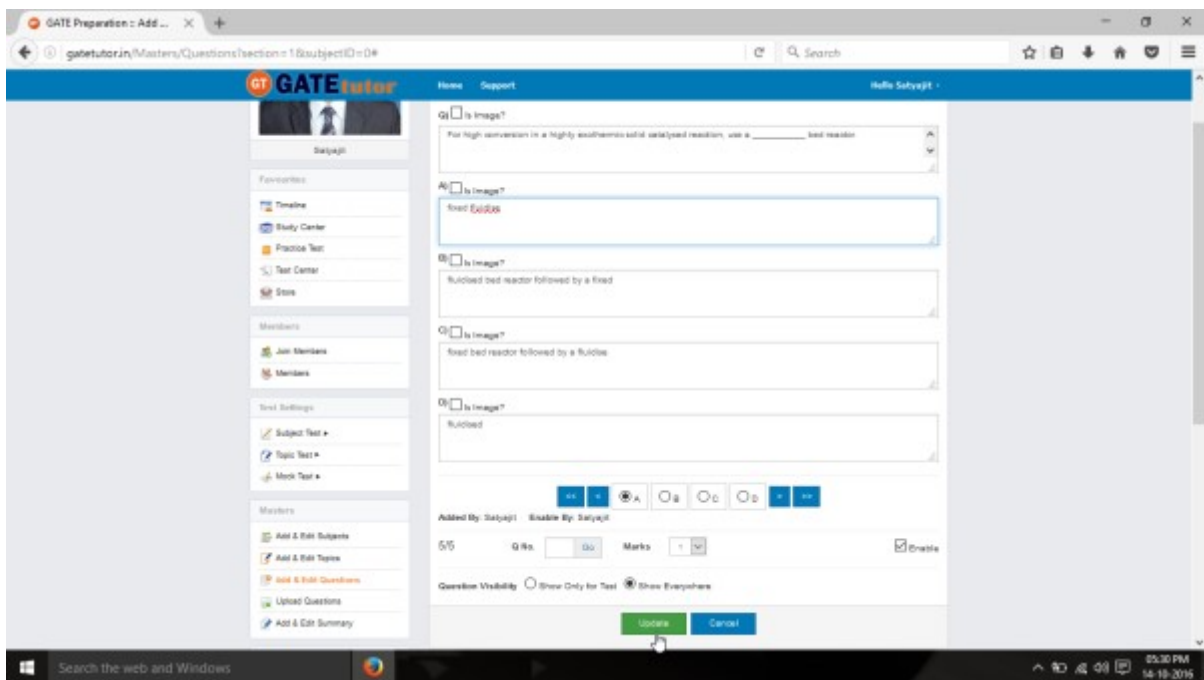 GATE Preparation :: Add ...
gatetutor.in/Masters/Questions?section=1&subjectID=0#
Search
GT GATE tutor
Home Support
Hello Satyajit
Satyajit
Favourites
Timeline
Study Center
Practice Test
Test Center
Store
Members
Join Members
Members
Test Settings
Subject Test
Topic Test
Mock Test
Masters
Add & Edit Subjects
Add & Edit Topics
Add & Edit Questions
Upload Questions
Add & Edit Summary
Q) Is Image?
For high conversion in a highly exothermic solid catalysed reaction, use a __________ bed reactor
A) Is Image?
fixed
B) Is Image?
fluidised bed reactor followed by a fixed
C) Is Image?
fixed bed reactor followed by a fluidise
D) Is Image?
fluidised
<< < A B C D > >>
Added By: Satyajit Enable By: Satyajit
5/5 Q No. Go Marks 1 Enable
Question Visibility Show Only for Test Show Everywhere
Update Cancel
Search the web and Windows
05:30 PM
14-10-2016